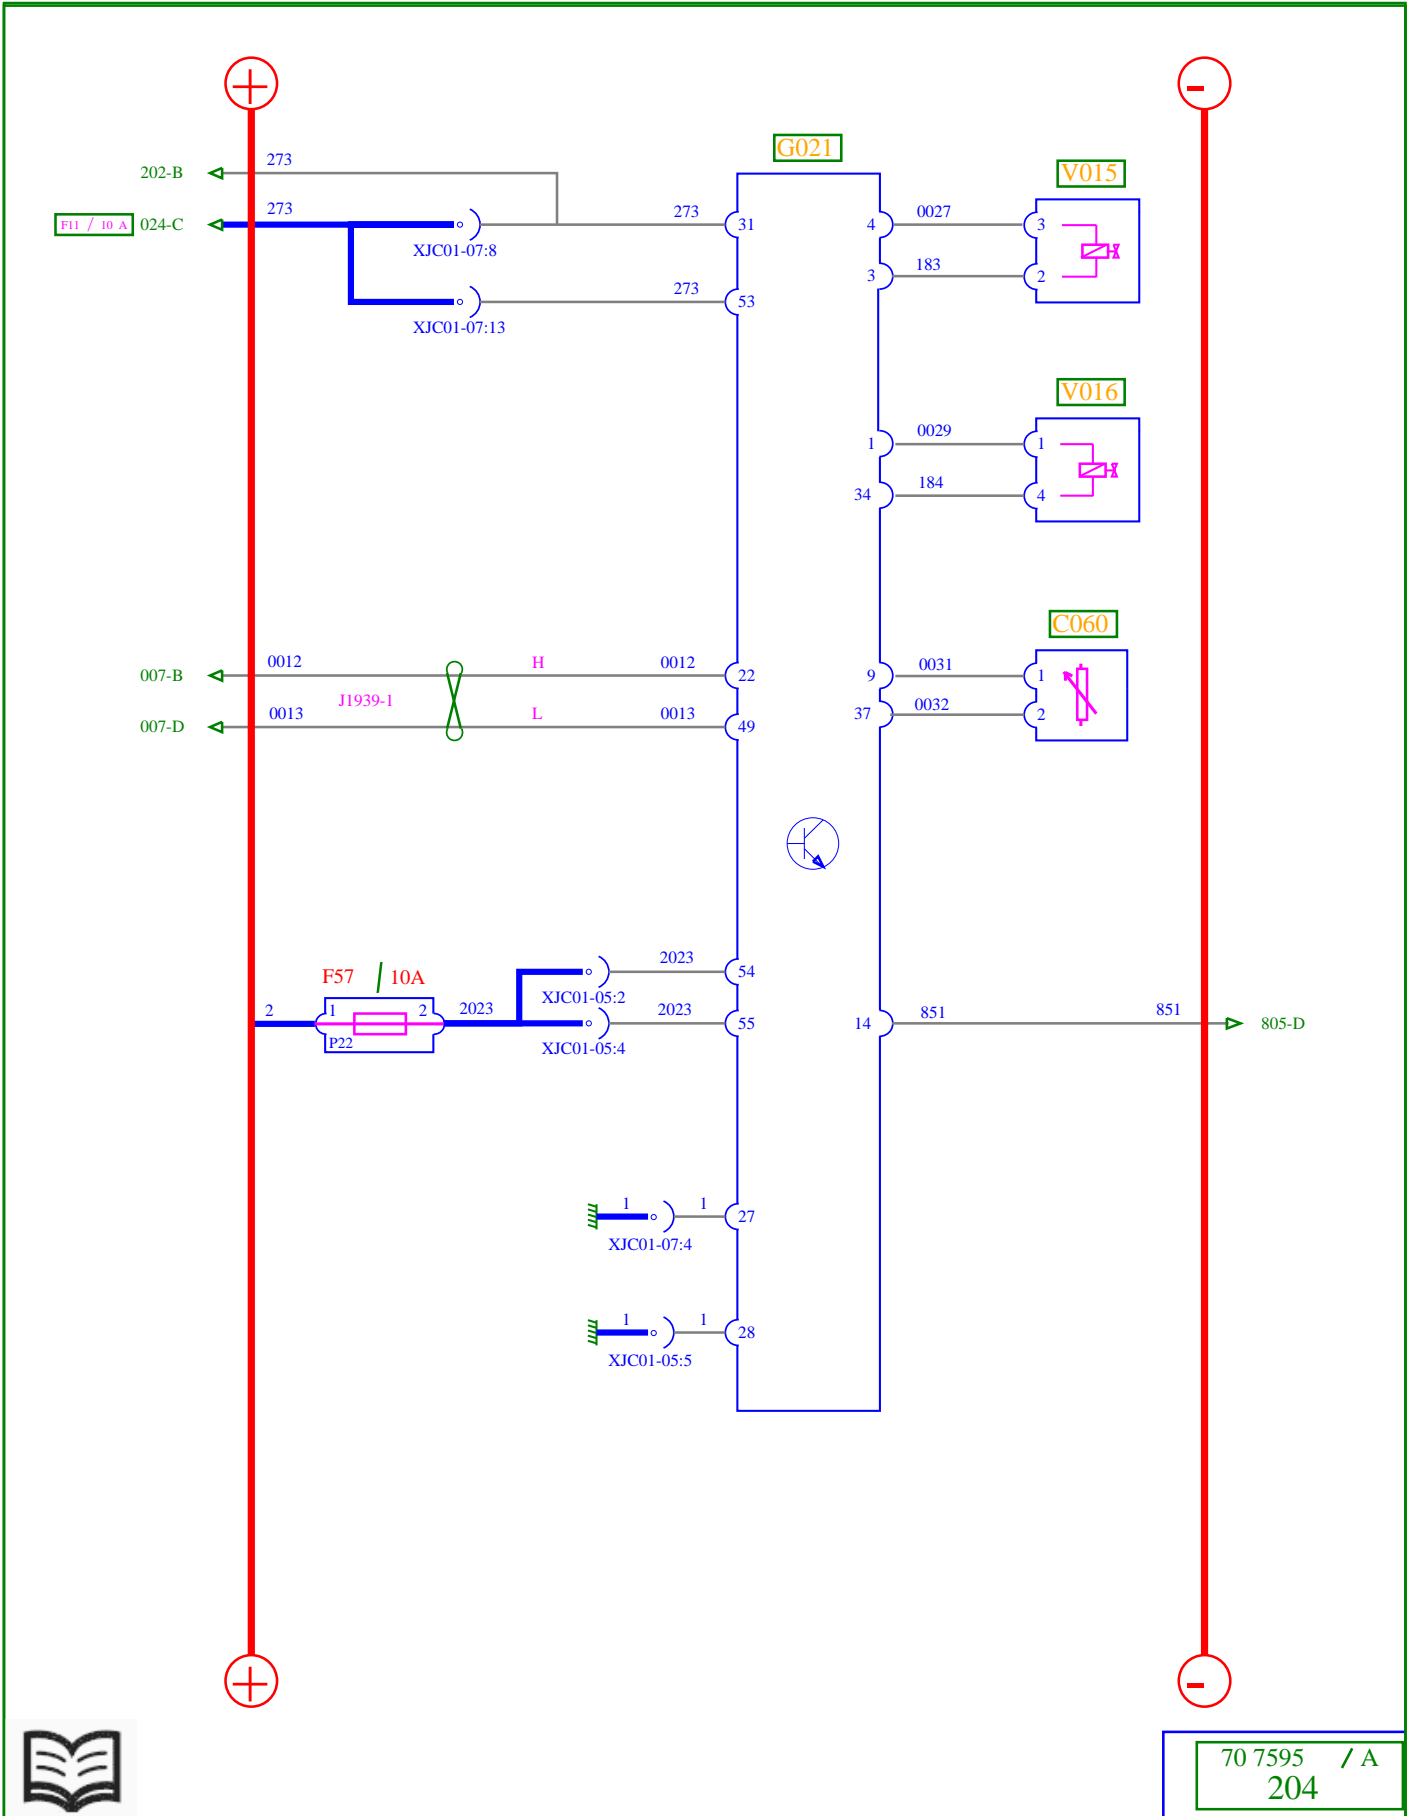 G021
V015
202-B 273
F11 / 10 A 024-C 273 273 31 4 0027 3
XJC01-07:8
3 183 2
273 53
XJC01-07:13
V016
1 0029 1
34 184 4
C060
007-B 0012 H 0012 22 9 0031 1
J1939-1
007-D 0013 L 0013 49 37 0032 2
F57 / 10A
2023 54
XJC01-05:2
2 1 2 2023 2023 55 14 851 851 805-D
P22
XJC01-05:4
1 1 27
XJC01-07:4
1 1 28
XJC01-05:5
70 7595 / A
204